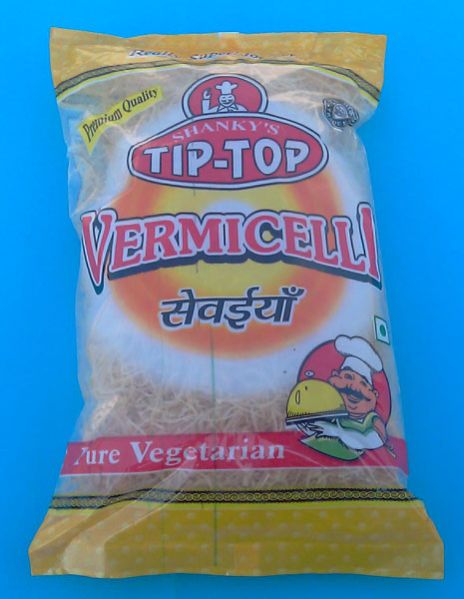 Premium Quality
SHANKY'S
TIP-TOP
VERMICELLI
सेवईयाँ
Pure Vegetarian